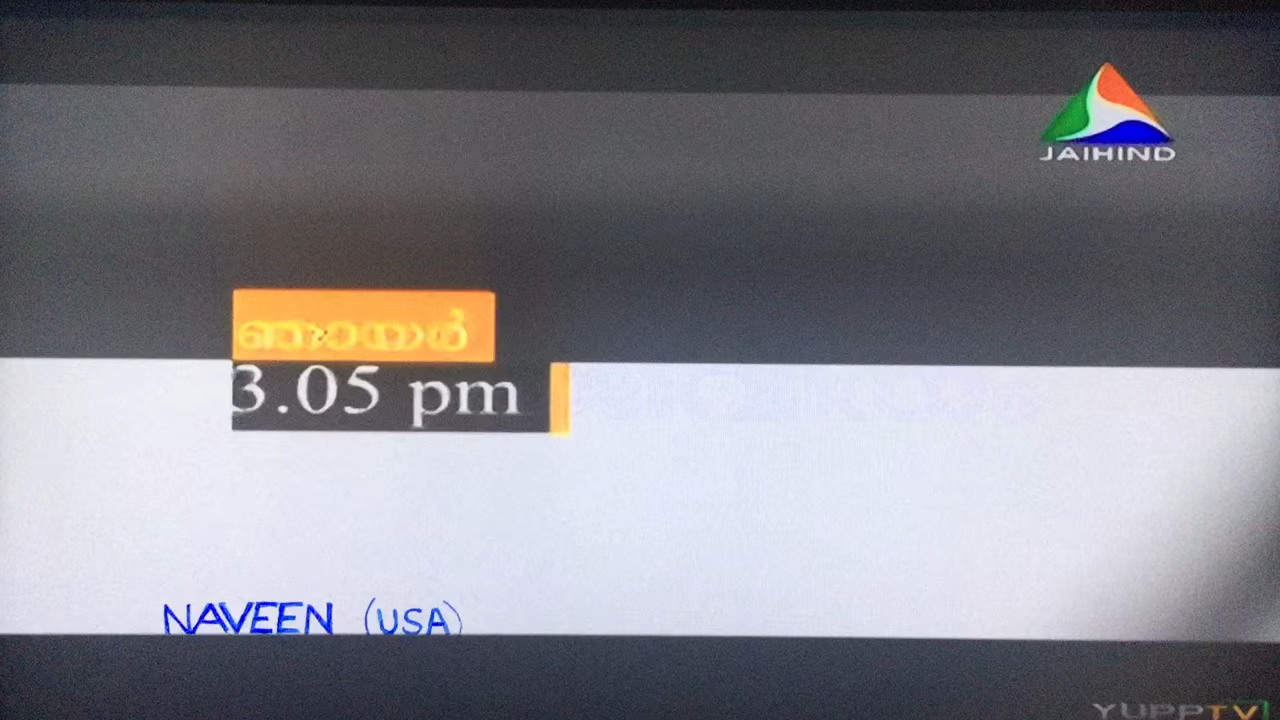 JAIHIND
ഞായർ
3.05 pm
NAVEEN (USA)
YUPPTV